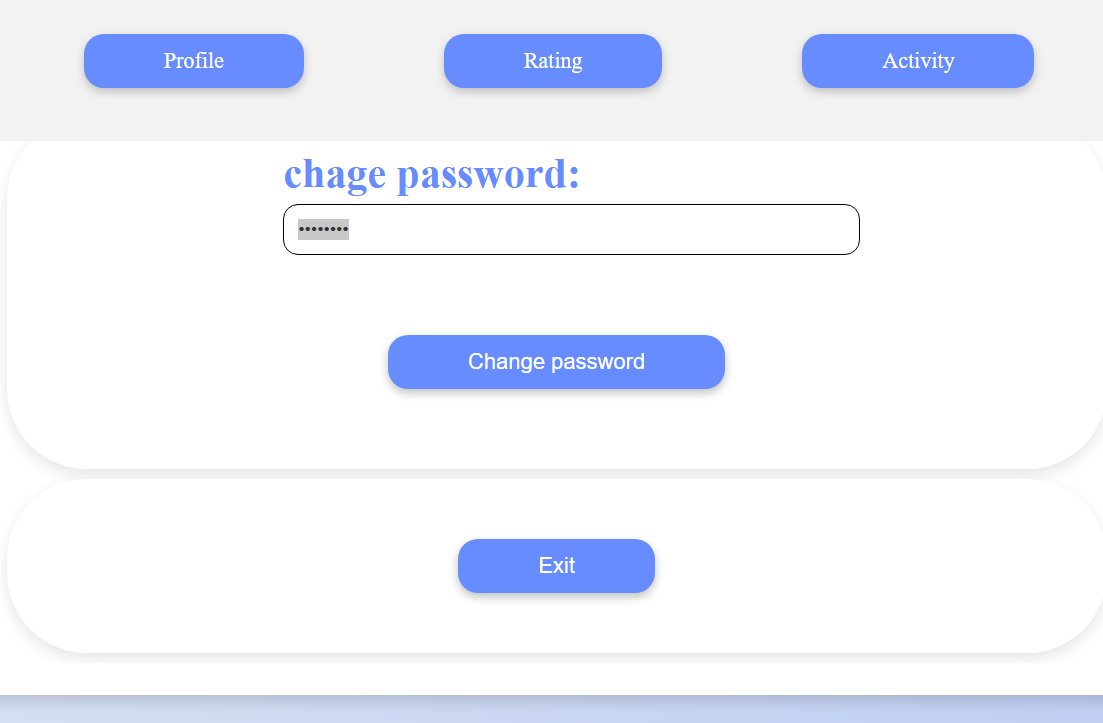 Profile Rating Activity
chage password:
••••••••
Change password
Exit